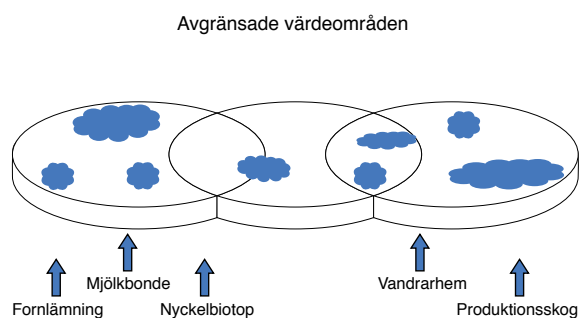 Avgränsade värdeområden
Mjölkbonde
Vandrarhem
Fornlämning
Nyckelbiotop
Produktionsskog